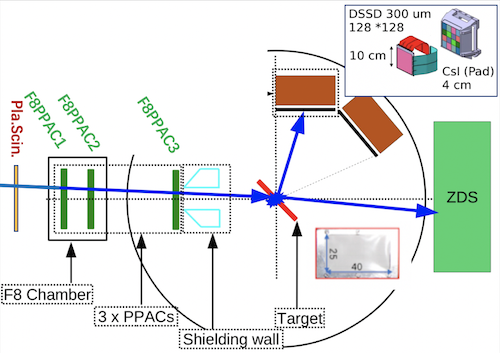 DSSD 300 um
128 *128
10 cm
CsI (Pad)
4 cm
Pla.Scin.
F8PPAC1
F8PPAC2
F8PPAC3
ZDS
25
40
F8 Chamber
3 x PPACs
Shielding wall
Target